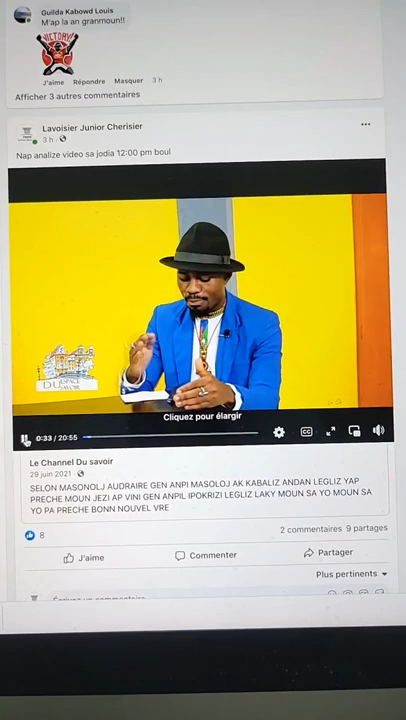 Guilda Kabowd Louis
M'ap la an granmoun!!
VICTORY!
J'aime Répondre Masquer 3 h
Afficher 3 autres commentaires
Lavoisier Junior Cherisier
3 h
Nap analize video sa jodia 12:00 pm boul
ESPACE
DU SAVOIR
Cliquez pour élargir
0:33 / 20:55
CC
Le Channel Du savoir
29 juin 2021
SELON MASONOLJ AUDRAIRE GEN ANPI MASOLOJ AK KABALIZ ANDAN LEGLIZ YAP
PRECHE MOUN JEZI AP VINI GEN ANPIL IPOKRIZI LEGLIZ LAKY MOUN SA YO MOUN SA
YO PA PRECHE BONN NOUVEL VRE
8
2 commentaires 9 partages
J'aime Commenter Partager
Plus pertinents